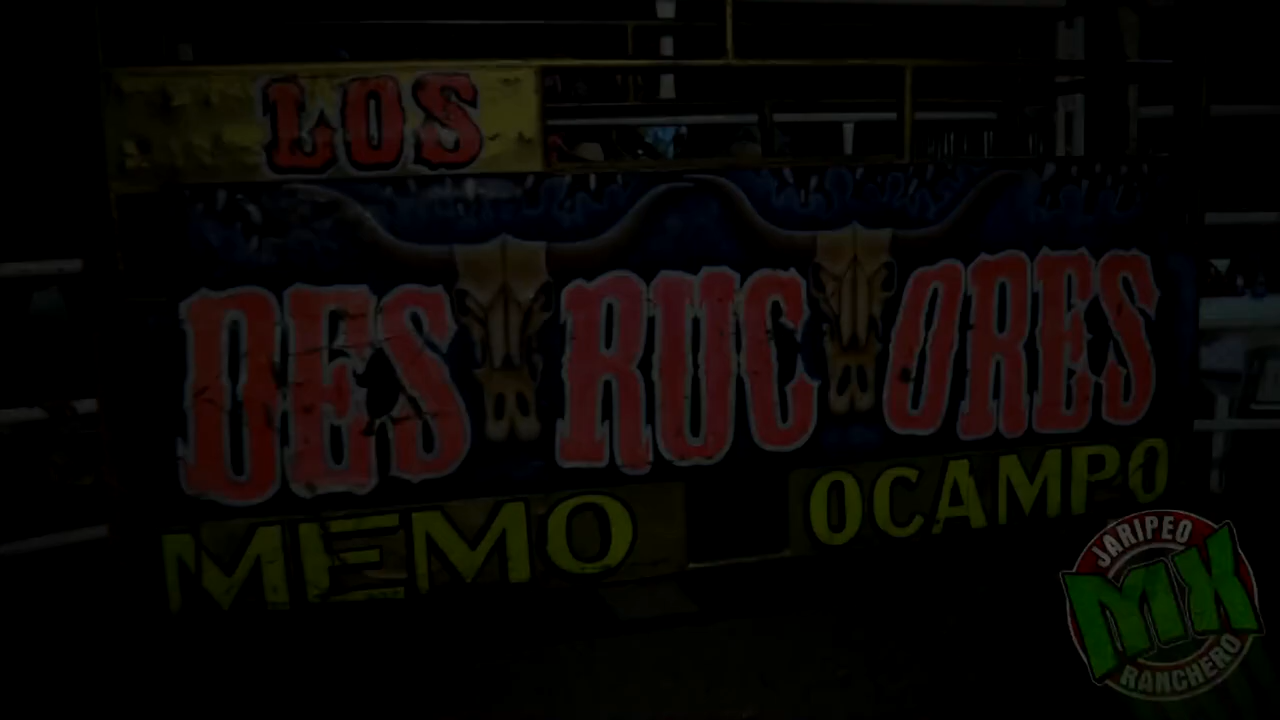 LOS
DES RUC ORES
MEMO OCAMPO
JARIPEO
MX
RANCHERO